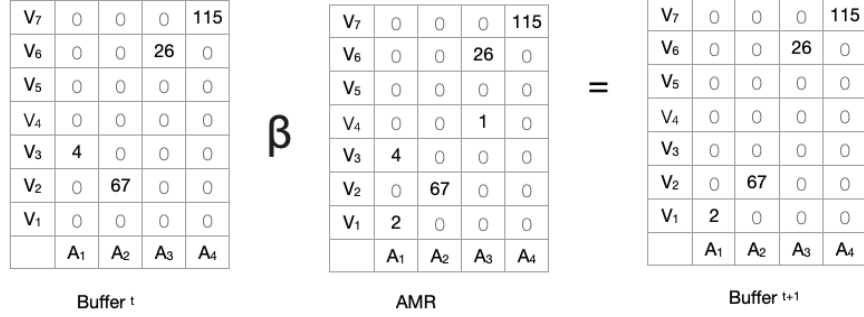 V7 0 0 0 115
V6 0 0 26 0
V5 0 0 0 0
V4 0 0 0 0
V3 4 0 0 0
V2 0 67 0 0
V1 0 0 0 0
A1 A2 A3 A4
Buffer t
β
V7 0 0 0 115
V6 0 0 26 0
V5 0 0 0 0
V4 0 0 1 0
V3 4 0 0 0
V2 0 67 0 0
V1 2 0 0 0
A1 A2 A3 A4
AMR
=
V7 0 0 0 115
V6 0 0 26 0
V5 0 0 0 0
V4 0 0 0 0
V3 0 0 0 0
V2 0 67 0 0
V1 2 0 0 0
A1 A2 A3 A4
Buffer t+1